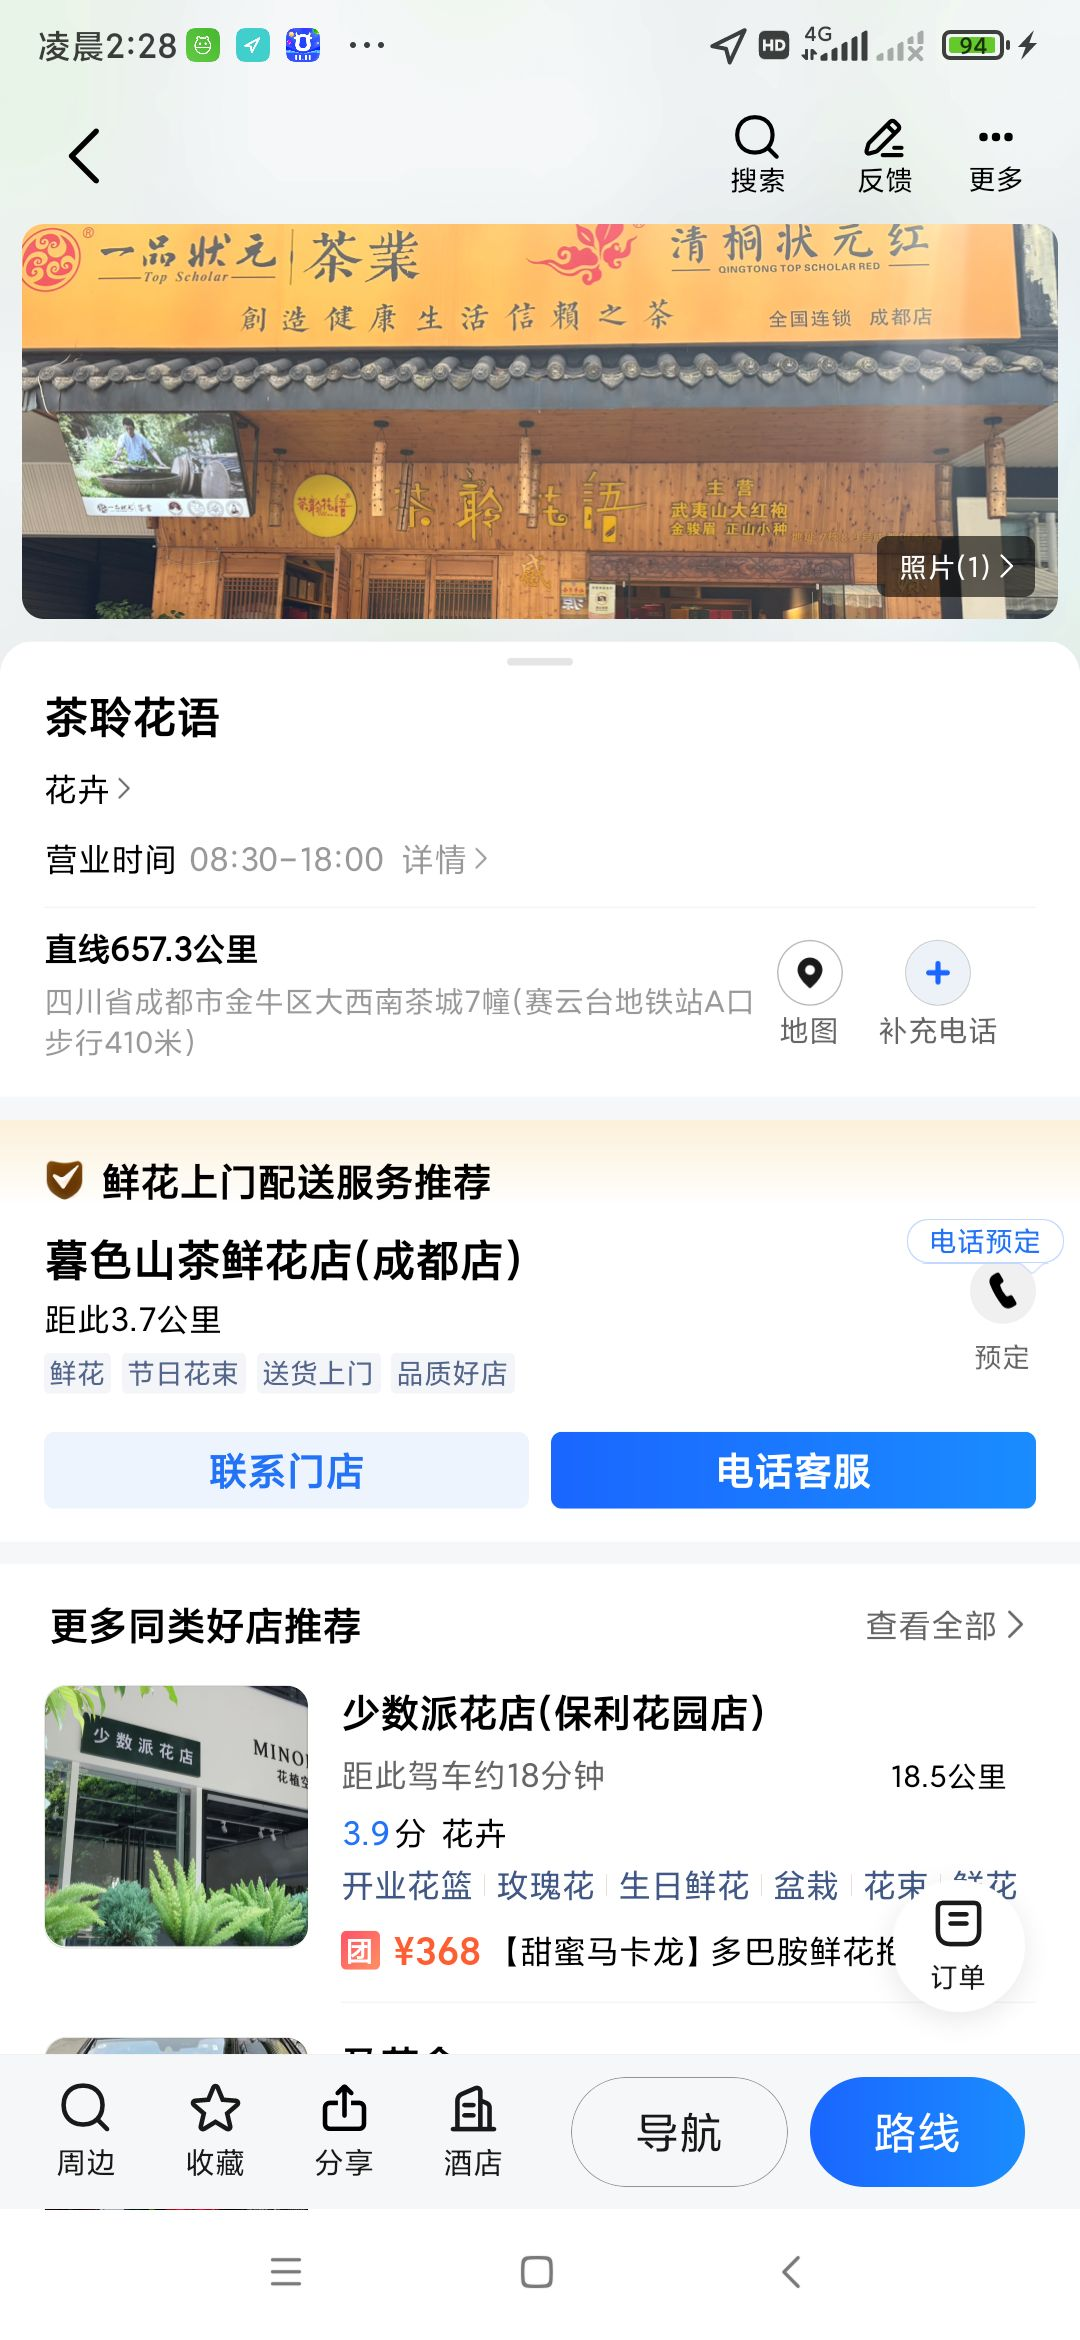 凌晨2:28
HD 4G 94
搜索 反馈 更多
一品状元 茶業
Top Scholar
清桐状元红
QINGTONG TOP SCHOLAR RED
創造健康生活信賴之茶
全国连锁 成都店
茶聆花語
茶聆花語
主营
武夷山大红袍
金骏眉 正山小种
照片(1)
茶聆花语
花卉
营业时间 08:30-18:00 详情
直线657.3公里
四川省成都市金牛区大西南茶城7幢(赛云台地铁站A口
步行410米)
地图 补充电话
鲜花上门配送服务推荐
暮色山茶鲜花店(成都店)
电话预定
距此3.7公里
预定
鲜花 节日花束 送货上门 品质好店
联系门店 电话客服
更多同类好店推荐 查看全部
少数派花店
少数派花店(保利花园店)
距此驾车约18分钟 18.5公里
3.9分 花卉
开业花篮 玫瑰花 生日鲜花 盆栽 花束 鲜花
团 ¥368 【甜蜜马卡龙】多巴胺鲜花
订单
周边 收藏 分享 酒店 导航 路线